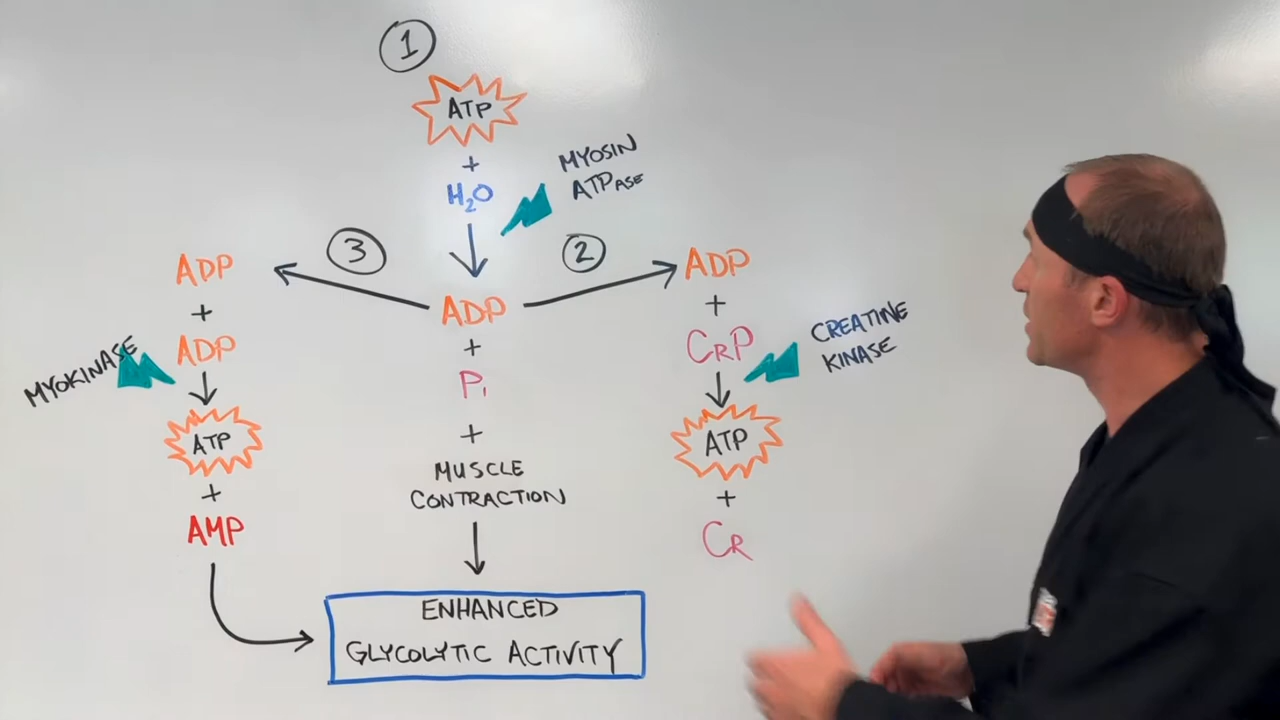 1
ATP
+
H₂O
MYOSIN
ATPASE
3
2
ADP
+
ADP
MYOKINASE
ATP
+
AMP
ADP
+
Pi
+
MUSCLE
CONTRACTION
ADP
+
CRP
CREATINE
KINASE
ATP
+
CR
ENHANCED
GLYCOLYTIC ACTIVITY